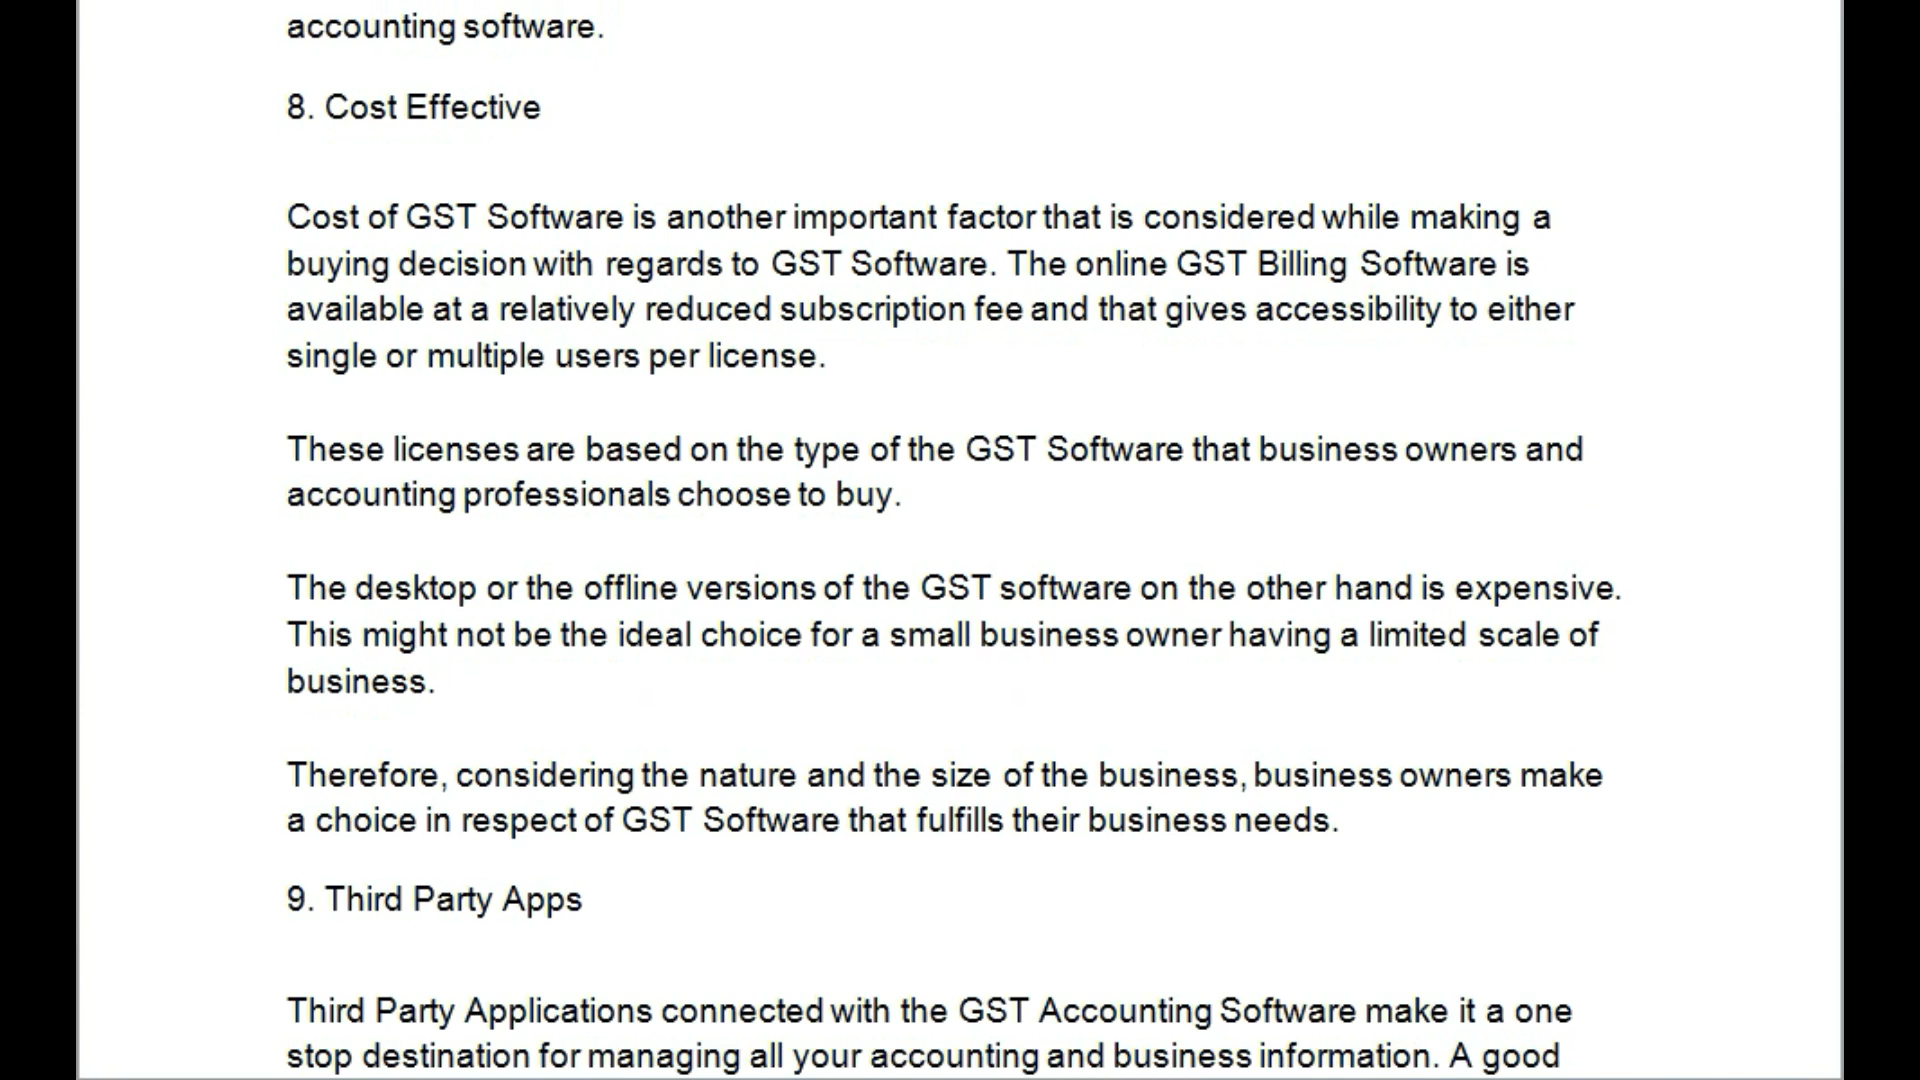 accounting software.
8. Cost Effective
Cost of GST Software is another important factor that is considered while making a
buying decision with regards to GST Software. The online GST Billing Software is
available at a relatively reduced subscription fee and that gives accessibility to either
single or multiple users per license.
These licenses are based on the type of the GST Software that business owners and
accounting professionals choose to buy.
The desktop or the offline versions of the GST software on the other hand is expensive.
This might not be the ideal choice for a small business owner having a limited scale of
business.
Therefore, considering the nature and the size of the business, business owners make
a choice in respect of GST Software that fulfills their business needs.
9. Third Party Apps
Third Party Applications connected with the GST Accounting Software make it a one
stop destination for managing all your accounting and business information. A good